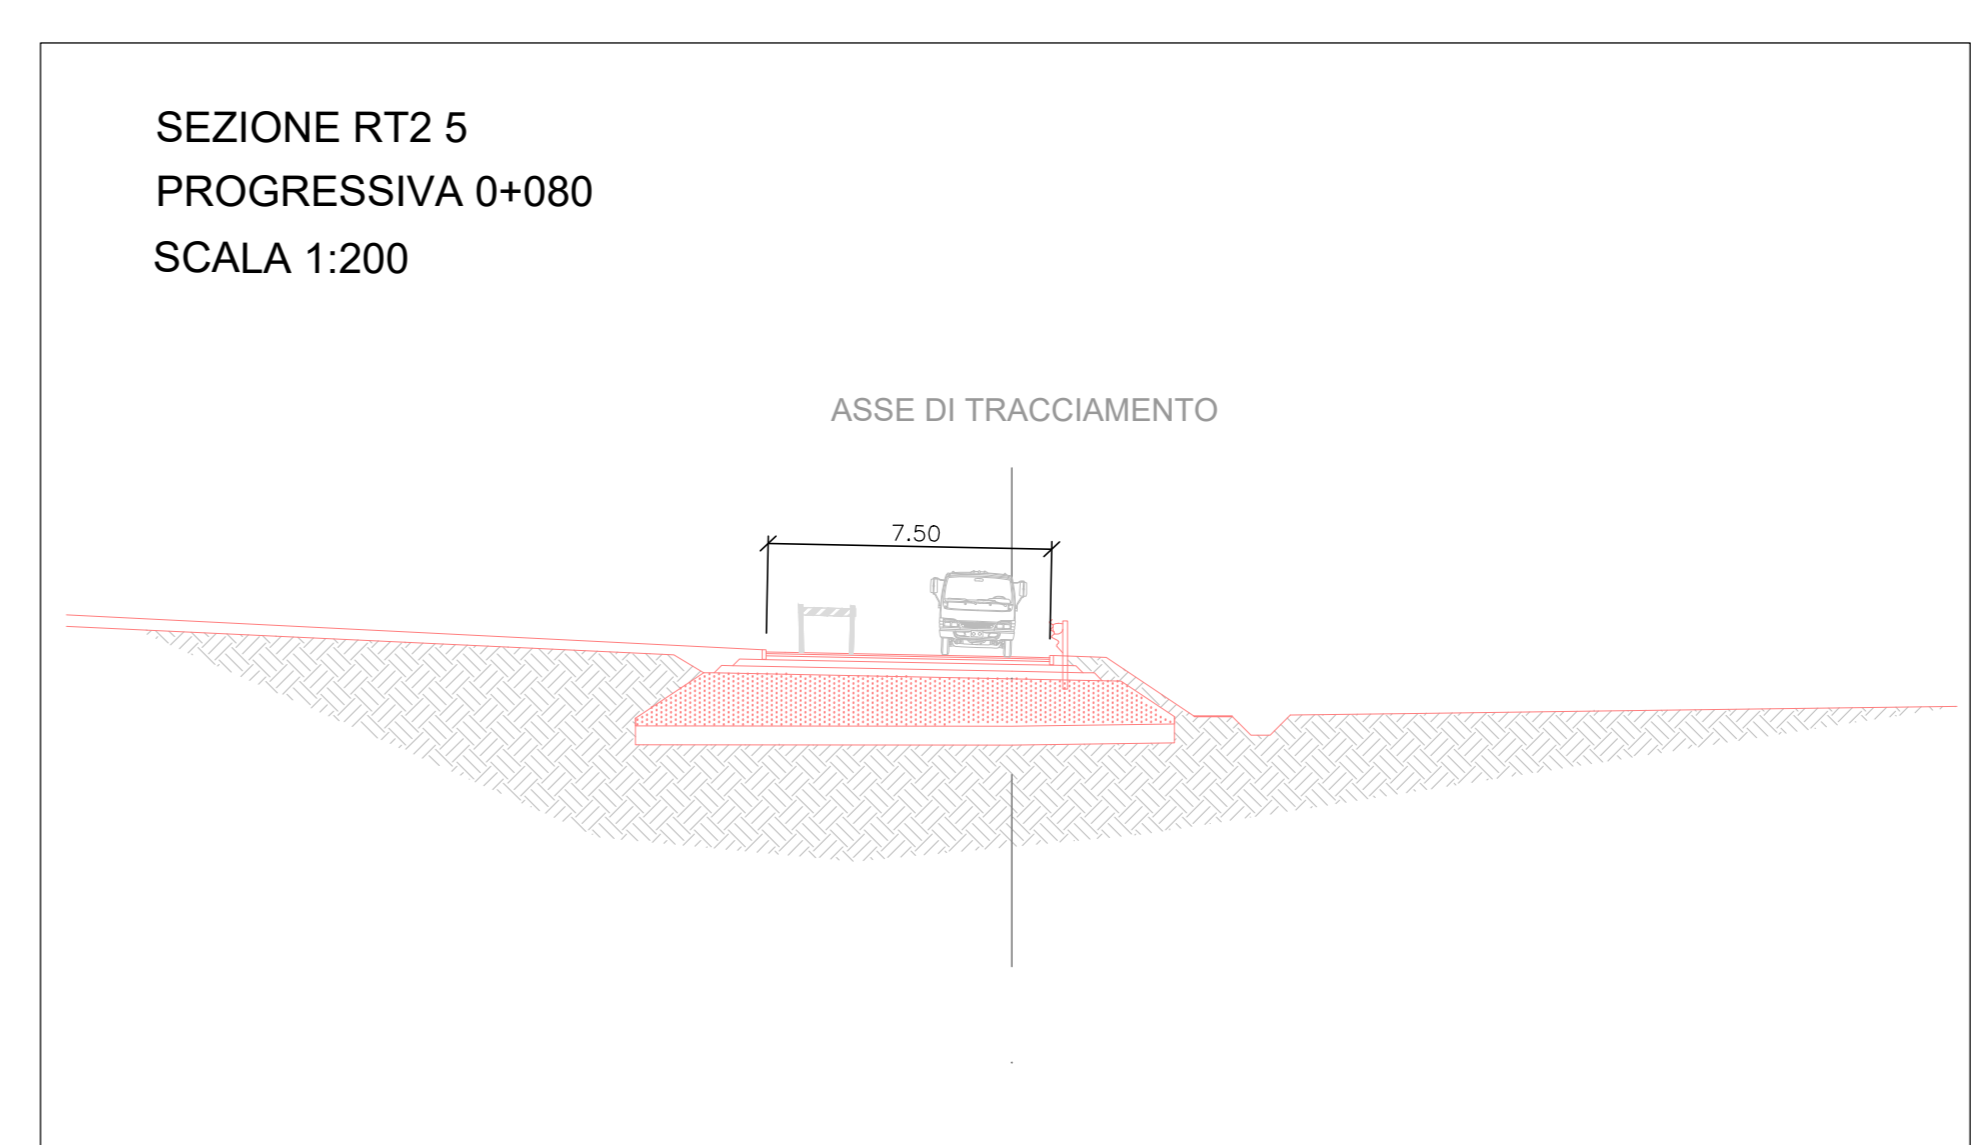 SEZIONE RT2 5
PROGRESSIVA 0+080
SCALA 1:200
ASSE DI TRACCIAMENTO
7.50